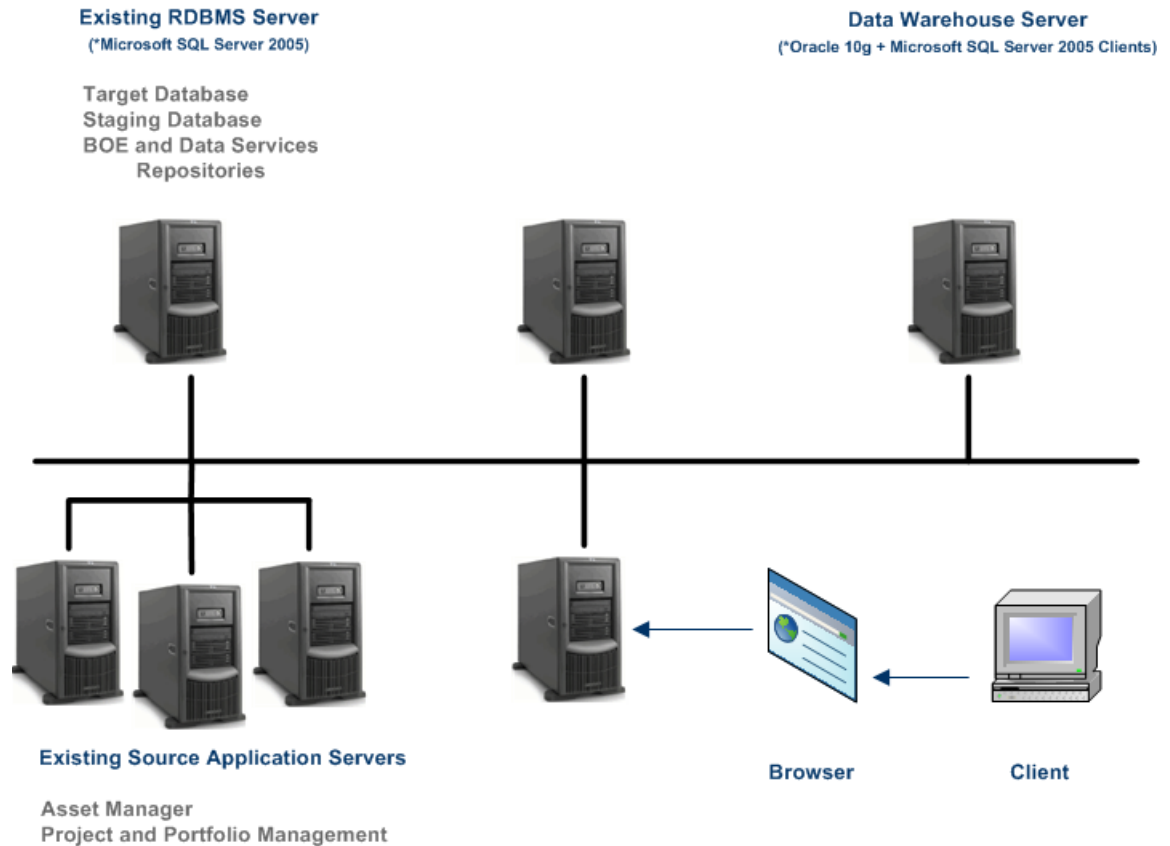 Existing RDBMS Server
(*Microsoft SQL Server 2005)
Target Database
Staging Database
BOE and Data Services
Repositories
Data Warehouse Server
(*Oracle 10g + Microsoft SQL Server 2005 Clients)
Existing Source Application Servers
Asset Manager
Project and Portfolio Management
Browser
Client